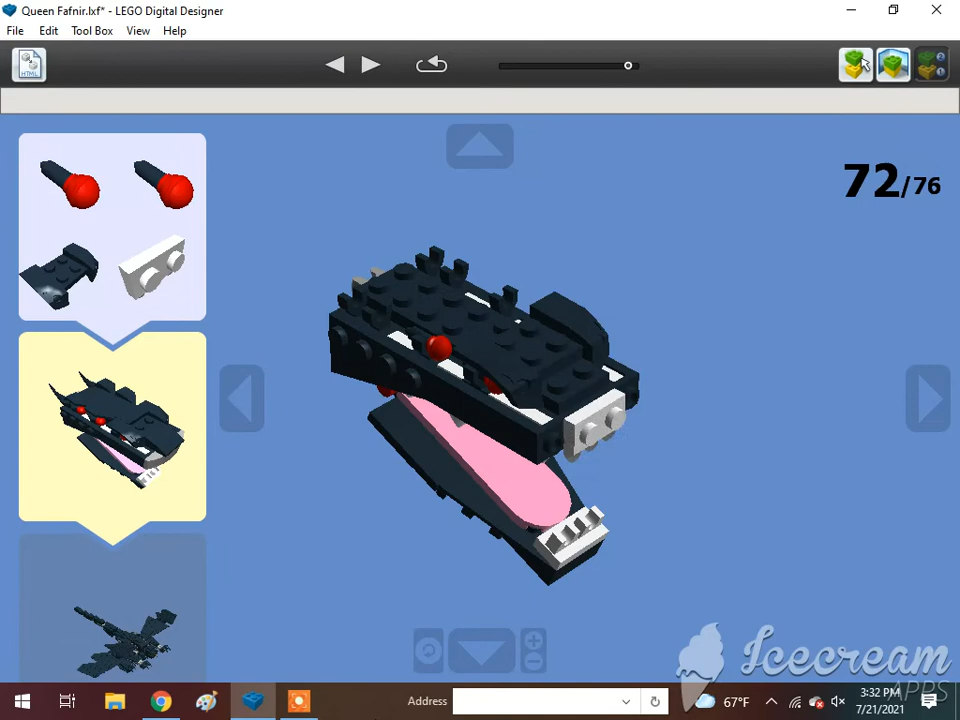 Queen Fafnir.lxf* - LEGO Digital Designer
File Edit Tool Box View Help
HTML
72/76
Icecream
APPS
Address
67°F
3:32 PM
7/21/2021